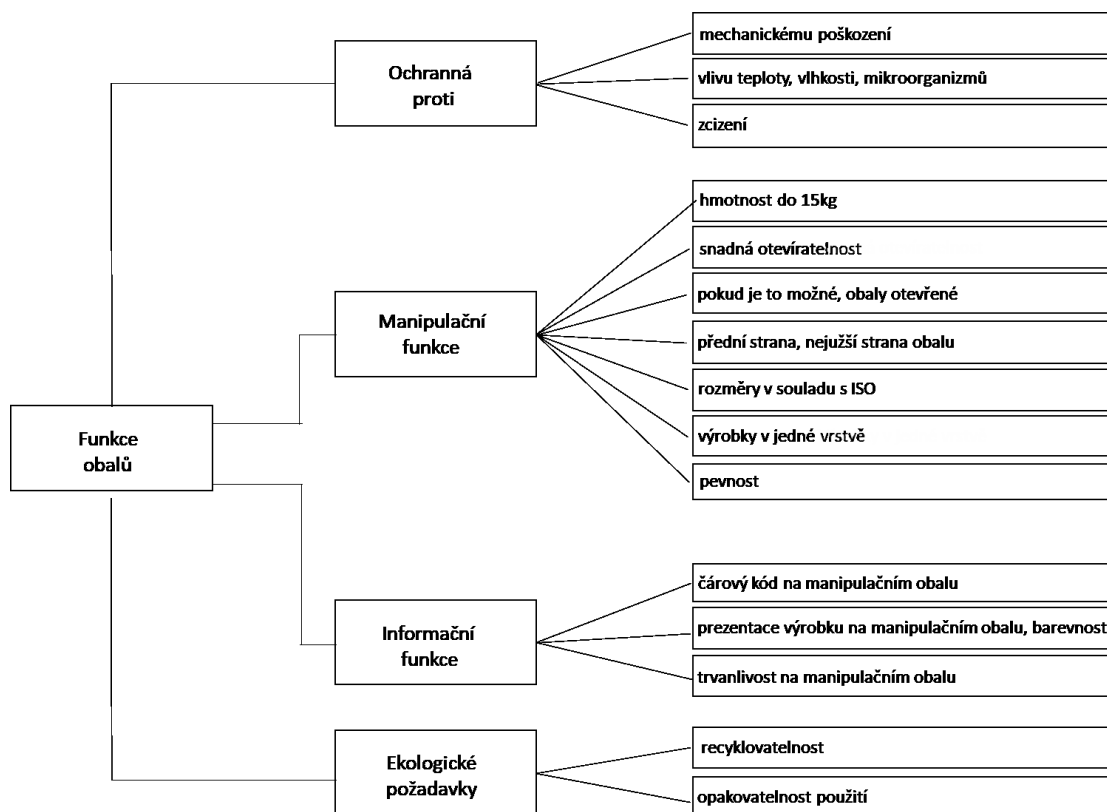 Funkce
obalů
Ochranná
proti
mechanickému poškození
vlivu teploty, vlhkosti, mikroorganizmů
zcizení
Manipulační
funkce
hmotnost do 15kg
snadná otevíratelnost
pokud je to možné, obaly otevřené
přední strana, nejužší strana obalu
rozměry v souladu s ISO
výrobky v jedné vrstvě
pevnost
Informační
funkce
čárový kód na manipulačním obalu
prezentace výrobku na manipulačním obalu, barevnost
trvanlivost na manipulačním obalu
Ekologické
požadavky
recyklovatelnost
opakovatelnost použití